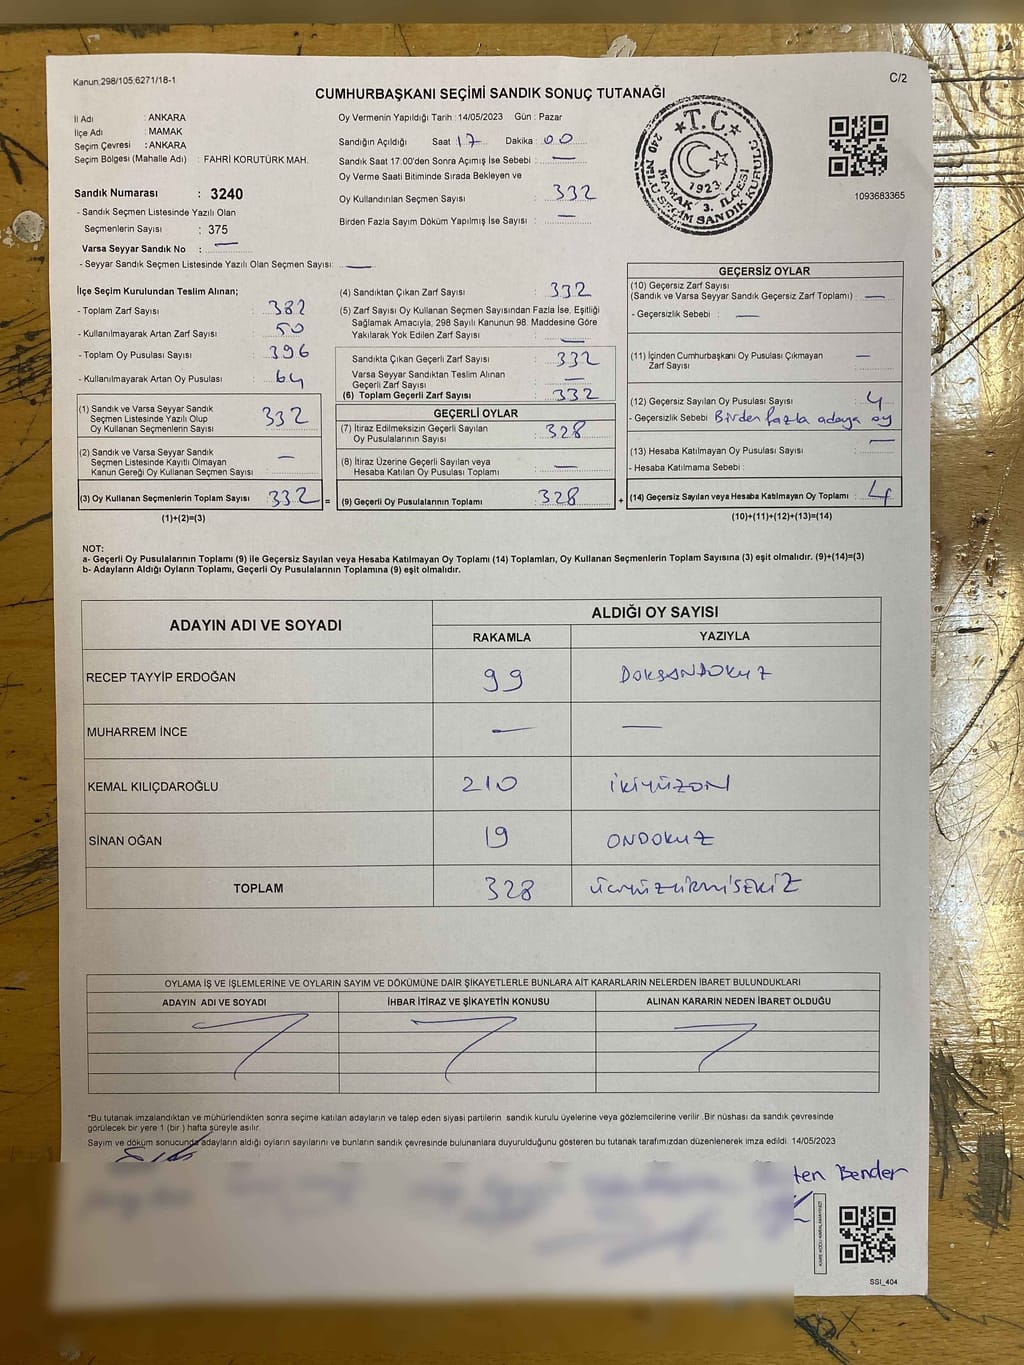 Kanun.298/105,6271/18-1
C/2
CUMHURBAŞKANI SEÇİMİ SANDIK SONUÇ TUTANAĞI
İl Adı : ANKARA
İlçe Adı : MAMAK
Seçim Çevresi : ANKARA
Seçim Bölgesi (Mahalle Adı) : FAHRİ KORUTÜRK MAH.
Sandık Numarası : 3240
- Sandık Seçmen Listesinde Yazılı Olan
Seçmenlerin Sayısı : 375
Varsa Seyyar Sandık No : —
- Seyyar Sandık Seçmen Listesinde Yazılı Olan Seçmen Sayısı: —
Oy Vermenin Yapıldığı Tarih : 14/05/2023 Gün : Pazar
Sandığın Açıldığı Saat 17 Dakika : 00
Sandık Saat 17:00'den Sonra Açılmış İse Sebebi : —
Oy Verme Saati Bitiminde Sırada Bekleyen ve
Oy Kullandırılan Seçmen Sayısı : 332
Birden Fazla Sayım Döküm Yapılmış İse Sayısı : —
T.C.
1923
240 NOLU SEÇİM SANDIK KURULU
MAMAK 3. İLÇESİ
1093683365
İlçe Seçim Kurulundan Teslim Alınan;
- Toplam Zarf Sayısı : 382
- Kullanılmayarak Artan Zarf Sayısı : 50
- Toplam Oy Pusulası Sayısı : 396
- Kullanılmayarak Artan Oy Pusulası : 64
(1) Sandık ve Varsa Seyyar Sandık
Seçmen Listesinde Yazılı Olup
Oy Kullanan Seçmenlerin Sayısı : 332
(2) Sandık ve Varsa Seyyar Sandık
Seçmen Listesinde Kayıtlı Olmayan
Kanun Gereği Oy Kullanan Seçmen Sayısı : —
(3) Oy Kullanan Seçmenlerin Toplam Sayısı : 332 =
(1)+(2)=(3)
(4) Sandıktan Çıkan Zarf Sayısı : 332
(5) Zarf Sayısı Oy Kullanan Seçmen Sayısından Fazla İse, Eşitliği
Sağlamak Amacıyla, 298 Sayılı Kanunun 98. Maddesine Göre
Yakılarak Yok Edilen Zarf Sayısı : —
Sandıkta Çıkan Geçerli Zarf Sayısı : 332
Varsa Seyyar Sandıktan Teslim Alınan
Geçerli Zarf Sayısı : —
(6) Toplam Geçerli Zarf Sayısı : 332
GEÇERLİ OYLAR
(7) İtiraz Edilmeksizin Geçerli Sayılan
Oy Pusulalarının Sayısı : 328
(8) İtiraz Üzerine Geçerli Sayılan veya
Hesaba Katılan Oy Pusulası Toplamı : —
(9) Geçerli Oy Pusulalarının Toplamı : 328 +
GEÇERSİZ OYLAR
(10) Geçersiz Zarf Sayısı
(Sandık ve Varsa Seyyar Sandık Geçersiz Zarf Toplamı) : —
- Geçersizlik Sebebi : —
(11) İçinden Cumhurbaşkanı Oy Pusulası Çıkmayan
Zarf Sayısı : —
(12) Geçersiz Sayılan Oy Pusulası Sayısı : 4
- Geçersizlik Sebebi Birden fazla adaya oy
(13) Hesaba Katılmayan Oy Pusulası Sayısı : —
- Hesaba Katılmama Sebebi :
(14) Geçersiz Sayılan veya Hesaba Katılmayan Oy Toplamı : 4
(10)+(11)+(12)+(13)=(14)
NOT:
a- Geçerli Oy Pusulalarının Toplamı (9) ile Geçersiz Sayılan veya Hesaba Katılmayan Oy Toplamı (14) Toplamları, Oy Kullanan Seçmenlerin Toplam Sayısına (3) eşit olmalıdır. (9)+(14)=(3)
b- Adayların Aldığı Oyların Toplamı, Geçerli Oy Pusulalarının Toplamına (9) eşit olmalıdır.
ADAYIN ADI VE SOYADI ALDIĞI OY SAYISI
RAKAMLA YAZIYLA
RECEP TAYYİP ERDOĞAN 99 DOKSANDOKUZ
MUHARREM İNCE — —
KEMAL KILIÇDAROĞLU 210 İKİYÜZON
SİNAN OĞAN 19 ONDOKUZ
TOPLAM 328 ÜÇYÜZYİRMİSEKİZ
OYLAMA İŞ VE İŞLEMLERİNE VE OYLARIN SAYIM VE DÖKÜMÜNE DAİR ŞİKAYETLERLE BUNLARA AİT KARARLARIN NELERDEN İBARET BULUNDUKLARI
ADAYIN ADI VE SOYADI İHBAR İTİRAZ VE ŞİKAYETİN KONUSU ALINAN KARARIN NEDEN İBARET OLDUĞU
*Bu tutanak imzalandıktan ve mühürlendikten sonra seçime katılan adayların ve talep eden siyasi partilerin sandık kurulu üyelerine veya gözlemcilerine verilir. Bir nüshası da sandık çevresinde
görülecek bir yere 1 (bir ) hafta süreyle asılır.
Sayım ve döküm sonucunda adayların aldığı oyların sayılarını ve bunların sandık çevresinde bulunanlara duyurulduğunu gösteren bu tutanak tarafımızdan düzenlenerek imza edildi. 14/05/2023
ten Bender
SSI_404